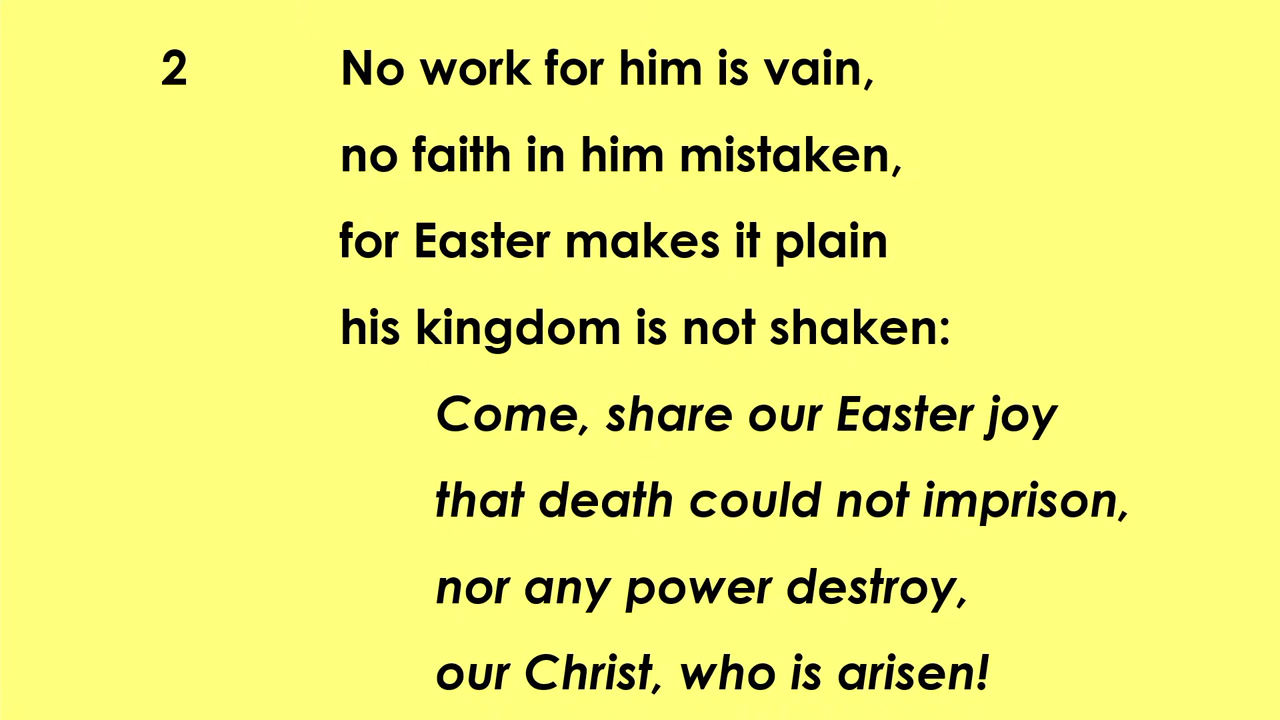 2 No work for him is vain,
no faith in him mistaken,
for Easter makes it plain
his kingdom is not shaken:
Come, share our Easter joy
that death could not imprison,
nor any power destroy,
our Christ, who is arisen!